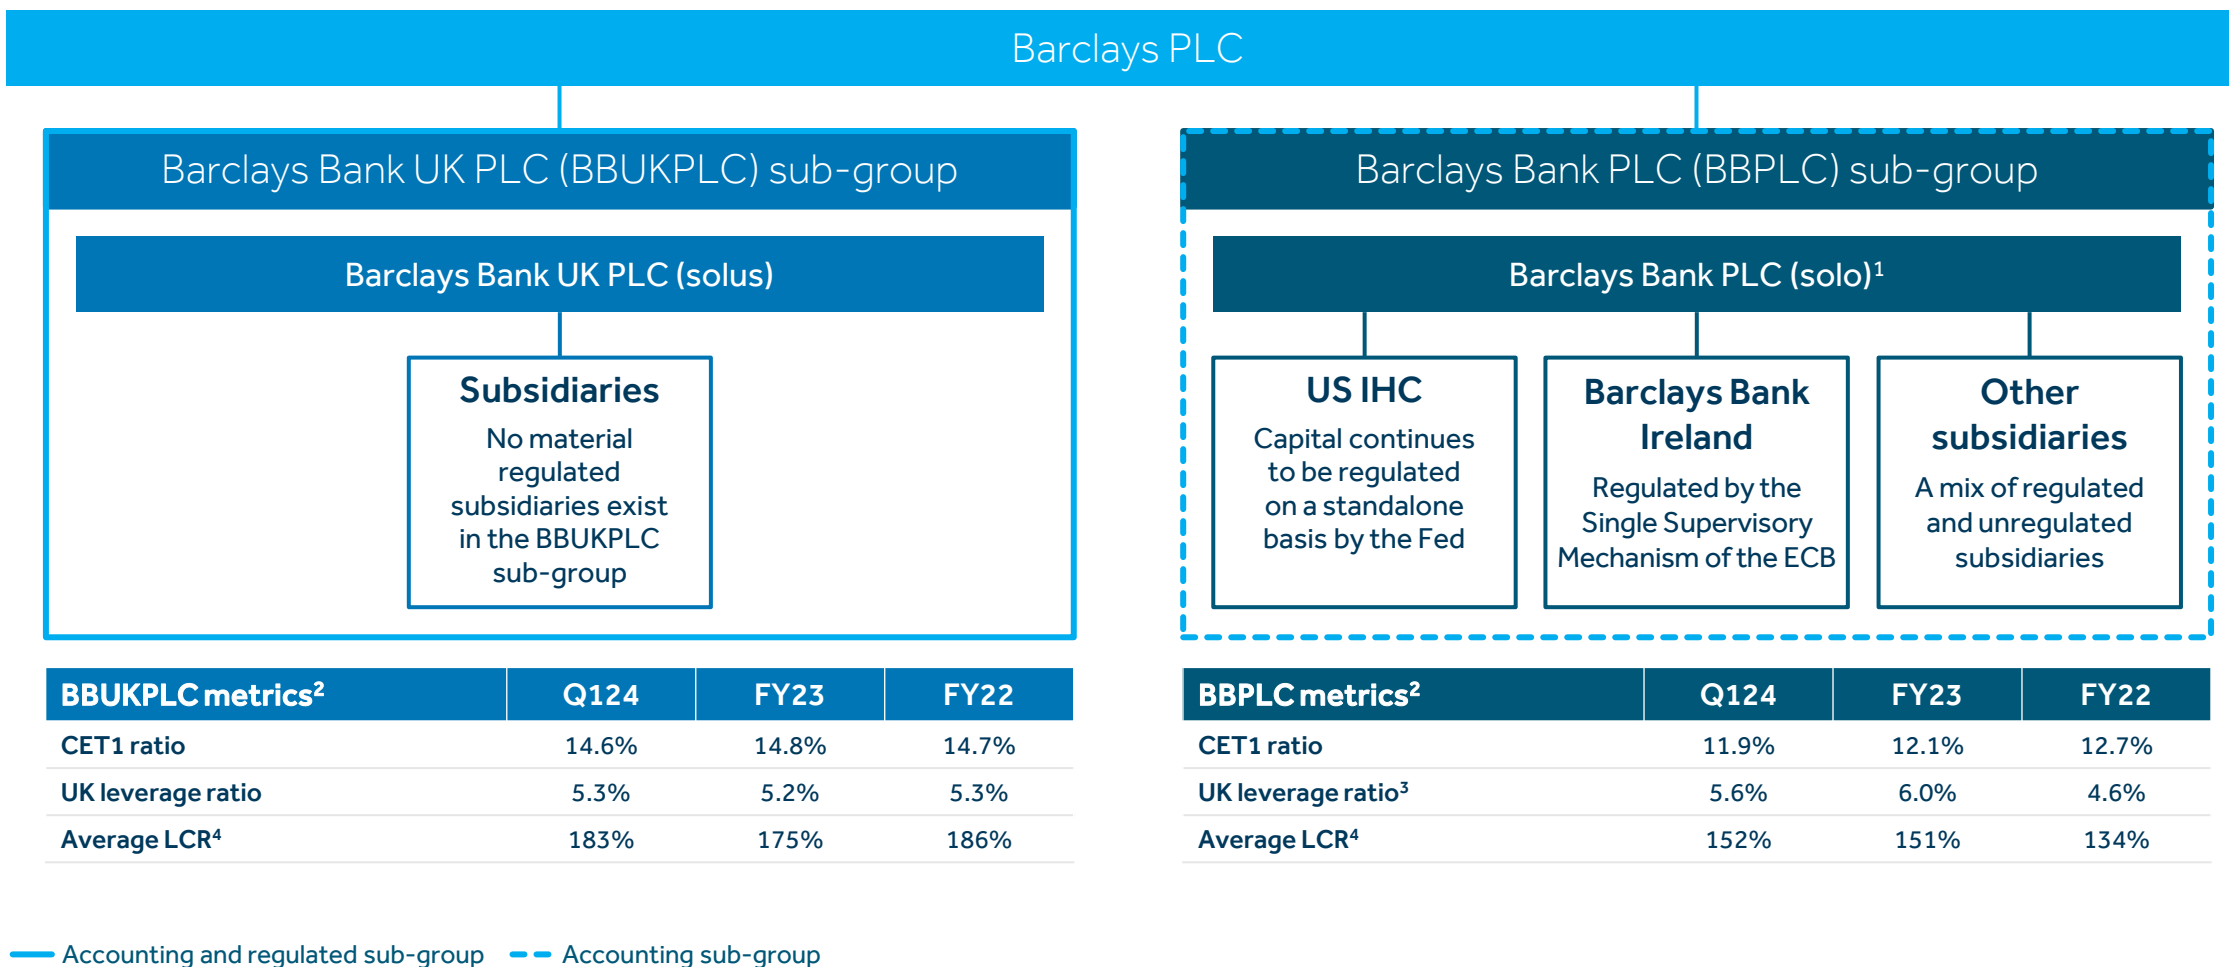 Barclays PLC
Barclays Bank UK PLC (BBUKPLC) sub-group
Barclays Bank UK PLC (solus)
Subsidiaries
No material
regulated
subsidiaries exist
in the BBUKPLC
sub-group
Barclays Bank PLC (BBPLC) sub-group
Barclays Bank PLC (solo)¹
US IHC
Capital continues
to be regulated
on a standalone
basis by the Fed
Barclays Bank
Ireland
Regulated by the
Single Supervisory
Mechanism of the ECB
Other
subsidiaries
A mix of regulated
and unregulated
subsidiaries
BBUKPLC metrics² Q124 FY23 FY22
CET1 ratio 14.6% 14.8% 14.7%
UK leverage ratio 5.3% 5.2% 5.3%
Average LCR⁴ 183% 175% 186%
BBPLC metrics² Q124 FY23 FY22
CET1 ratio 11.9% 12.1% 12.7%
UK leverage ratio³ 5.6% 6.0% 4.6%
Average LCR⁴ 152% 151% 134%
Accounting and regulated sub-group Accounting sub-group